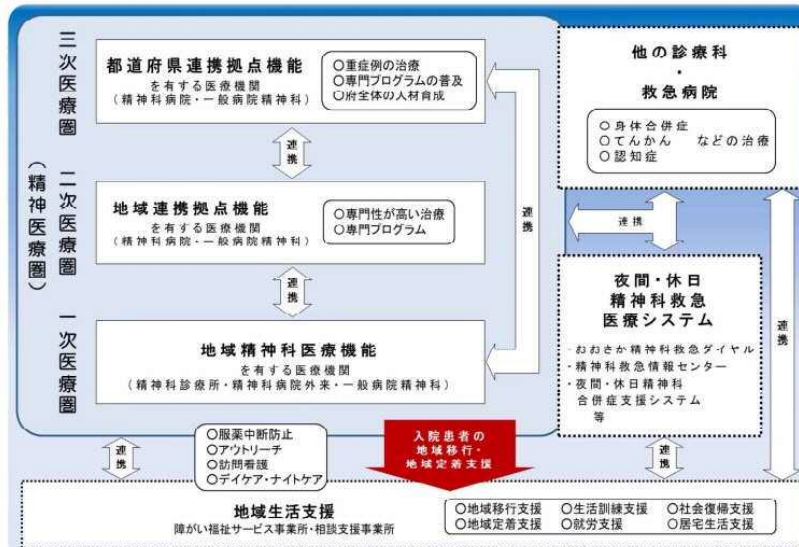 三次医療圏
二次医療圏
(精神医療圏)
一次医療圏
都道府県連携拠点機能
を有する医療機関
(精神科病院・一般病院精神科)
○重症例の治療
○専門プログラムの普及
○府全体の人材育成
連携
地域連携拠点機能
を有する医療機関
(精神科病院・一般病院精神科)
○専門性が高い治療
○専門プログラム
連携
連携
地域精神科医療機能
を有する医療機関
(精神科診療所・精神科病院外来・一般病院精神科)
他の診療科
・
救急病院
○身体合併症
○てんかん などの治療
○認知症
連携
夜間・休日
精神科救急
医療システム
・おおさか精神科救急ダイヤル
・精神科救急情報センター
・夜間・休日精神科
合併症支援システム
等
連携
連携
○服薬中断防止
○アウトリーチ
○訪問看護
○デイケア・ナイトケア
入院患者の
地域移行・
地域定着支援
連携
地域生活支援
障がい福祉サービス事業所・相談支援事業所
○地域移行支援 ○生活訓練支援 ○社会復帰支援
○地域定着支援 ○就労支援 ○居宅生活支援